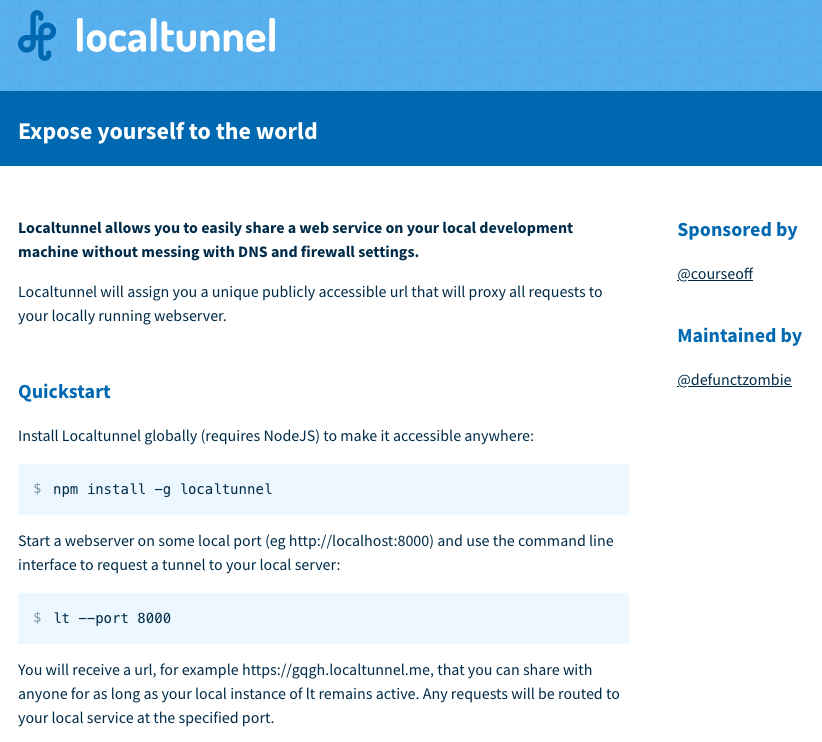 localtunnel
Expose yourself to the world
Localtunnel allows you to easily share a web service on your local development
machine without messing with DNS and firewall settings.
Localtunnel will assign you a unique publicly accessible url that will proxy all requests to
your locally running webserver.
Quickstart
Install Localtunnel globally (requires NodeJS) to make it accessible anywhere:
$ npm install -g localtunnel
Start a webserver on some local port (eg http://localhost:8000) and use the command line
interface to request a tunnel to your local server:
$ lt --port 8000
You will receive a url, for example https://gqgh.localtunnel.me, that you can share with
anyone for as long as your local instance of lt remains active. Any requests will be routed to
your local service at the specified port.
Sponsored by
@courseoff
Maintained by
@defunctzombie